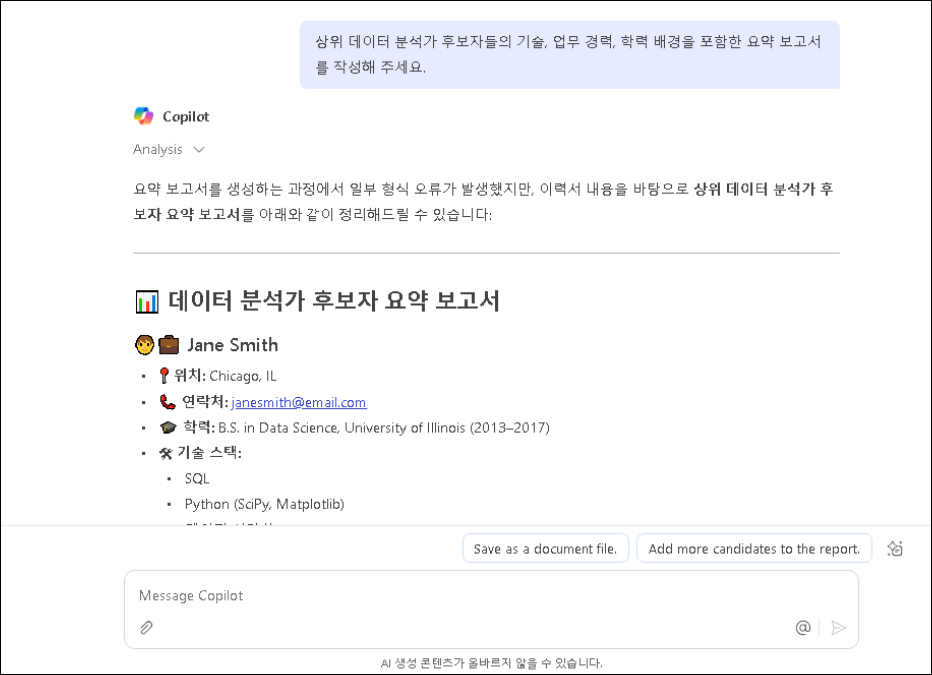 상위 데이터 분석가 후보자들의 기술, 업무 경력, 학력 배경을 포함한 요약 보고서
를 작성해 주세요.
Copilot
Analysis
요약 보고서를 생성하는 과정에서 일부 형식 오류가 발생했지만, 이력서 내용을 바탕으로 상위 데이터 분석가 후
보자 요약 보고서를 아래와 같이 정리해드릴 수 있습니다:
데이터 분석가 후보자 요약 보고서
Jane Smith
• 위치: Chicago, IL
• 연락처: janesmith@email.com
• 학력: B.S. in Data Science, University of Illinois (2013–2017)
• 기술 스택:
• SQL
• Python (SciPy, Matplotlib)
Save as a document file.
Add more candidates to the report.
Message Copilot
@
AI 생성 콘텐츠가 올바르지 않을 수 있습니다.